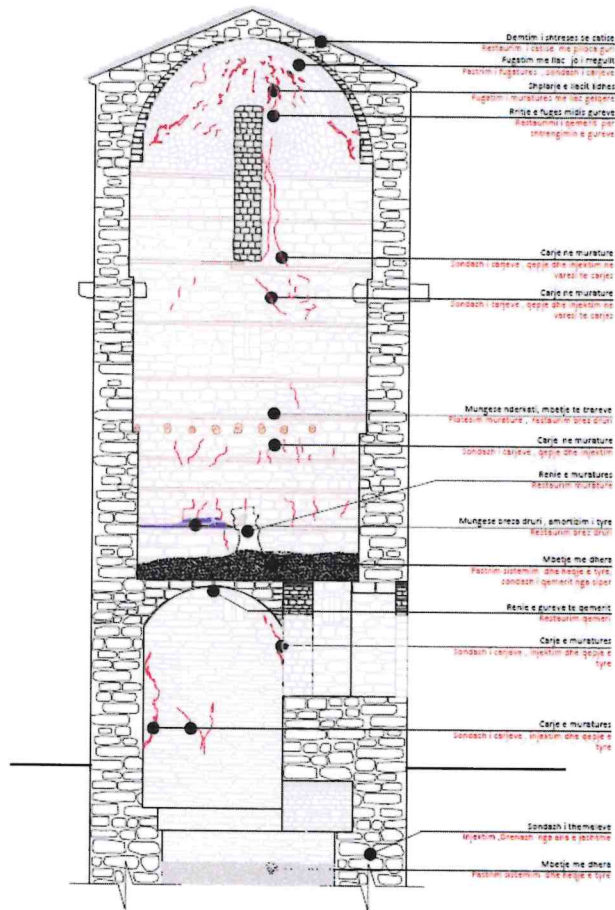 Demtim i shtreses se catise
Restaurim i catise me pllaca guri
Fugatim me llac jo i rregullt
Pastrim i fugatures , sondazh i carjeve
Shplarje e llacit lidhes
Fugatim i muratures me llac gelqere
Rritje e fuges midis gureve
Restaurimi i qemerit per
shtrengimin e gureve
Carje ne murature
Sondazh i carjeve , qepje dhe injektim ne
varesi te carjes
Carje ne murature
Sondazh i carjeve , qepje dhe injektim ne
varesi te carjes
Mungese nderkati, mbetje te trareve
Plotesim murature , restaurim brez druri
Carje ne murature
Sondazh i carjeve , qepje dhe injektim
Renie e muratures
Restaurim murature
Mungese breza druri , amortizim i tyre
Restaurim brez druri
Mbetje me dhera
Pastrim sistemim dhe heqje e tyre,
sondazh i qemerit nga siper
Renie e gureve te qemerit
Restaurim qemeri
Carje e muratures
Sondazh i carjeve , injektim dhe qepje e
tyre
Carje e muratures
Sondazh i carjeve , injektim dhe qepje e
tyre
Sondazh i themeleve
Injektim ,Drenazh nga ana e jashtme
Mbetje me dhera
Pastrim sistemim dhe heqje e tyre